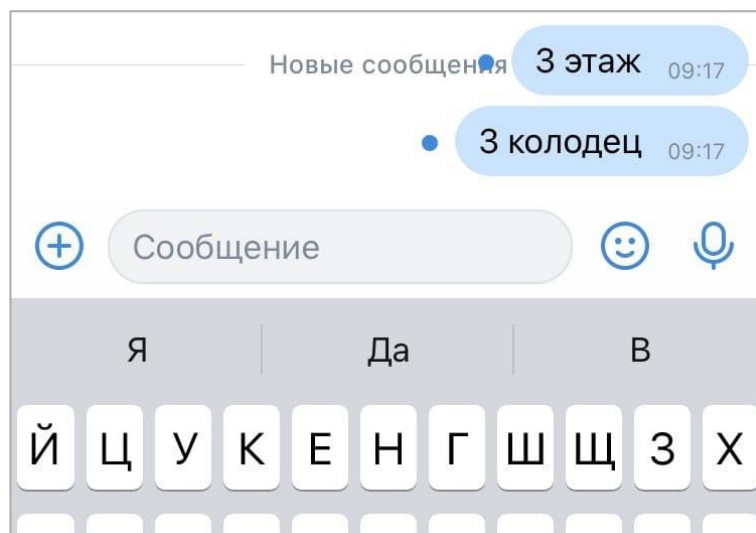 Новые сообщения
3 этаж 09:17
3 колодец 09:17
Сообщение
Я Да В
Й Ц У К Е Н Г Ш Щ З Х